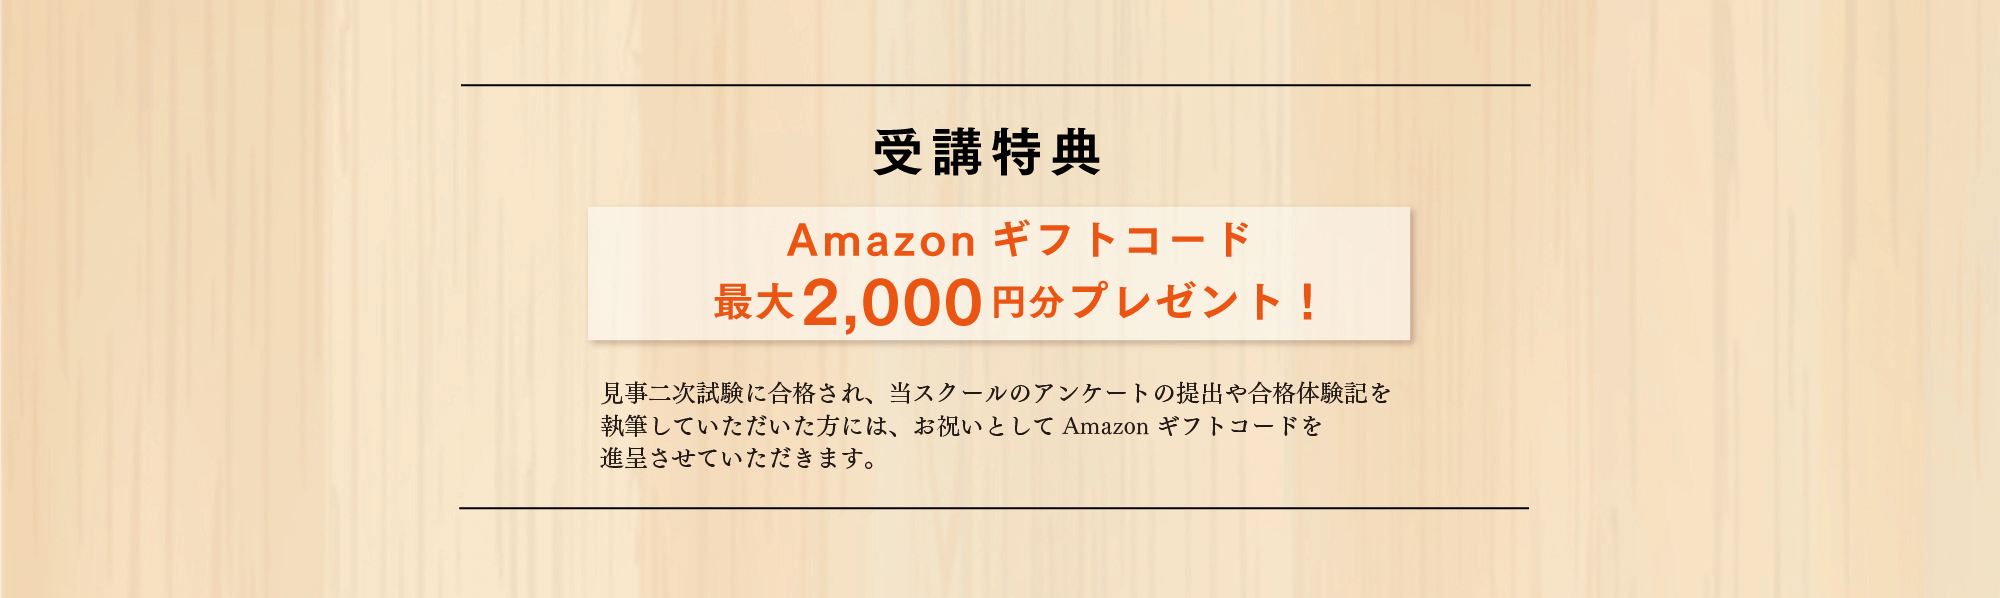 受講特典
Amazon ギフトコード
最大2,000円分プレゼント！
見事二次試験に合格され、当スクールのアンケートの提出や合格体験記を
執筆していただいた方には、お祝いとして Amazon ギフトコードを
進呈させていただきます。